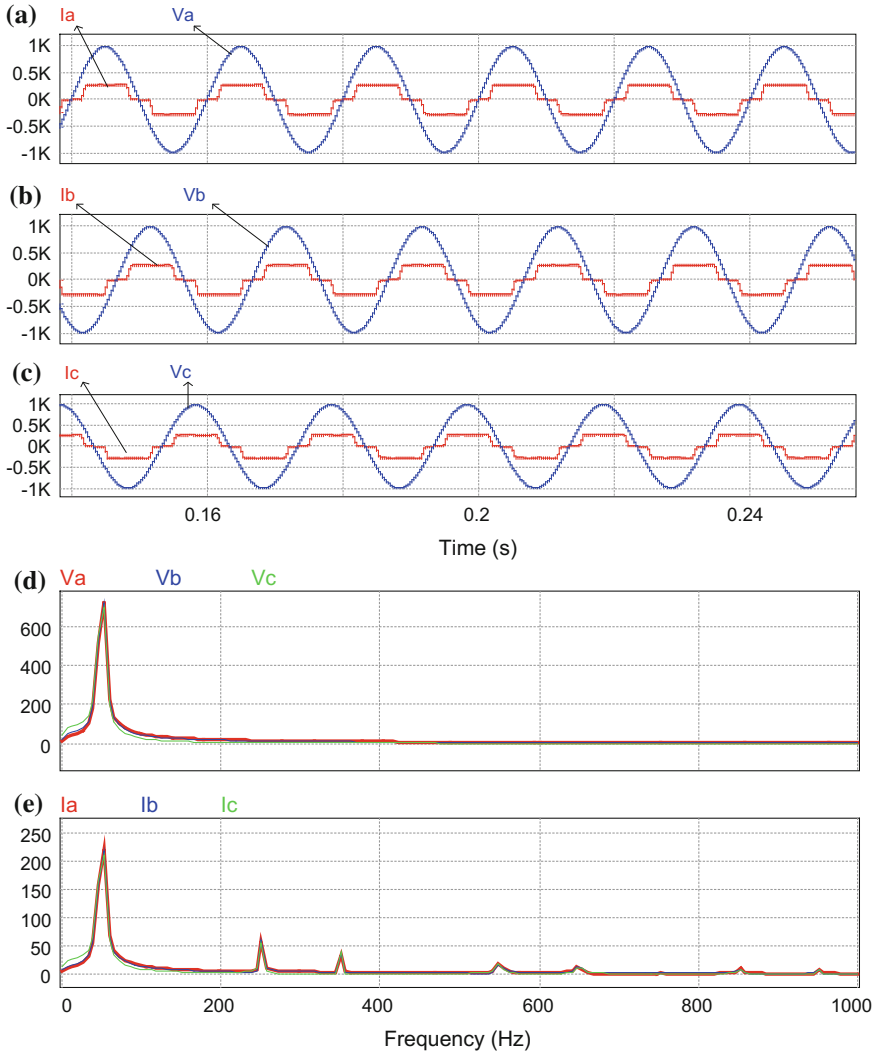 (a) Ia Va
1K
0.5K
0K
-0.5K
-1K
(b) Ib Vb
1K
0.5K
0K
-0.5K
-1K
(c) Ic Vc
1K
0.5K
0K
-0.5K
-1K
0.16 0.2 0.24
Time (s)
(d) Va Vb Vc
600
400
200
0
(e) Ia Ib Ic
250
200
150
100
50
0
0 200 400 600 800 1000
Frequency (Hz)